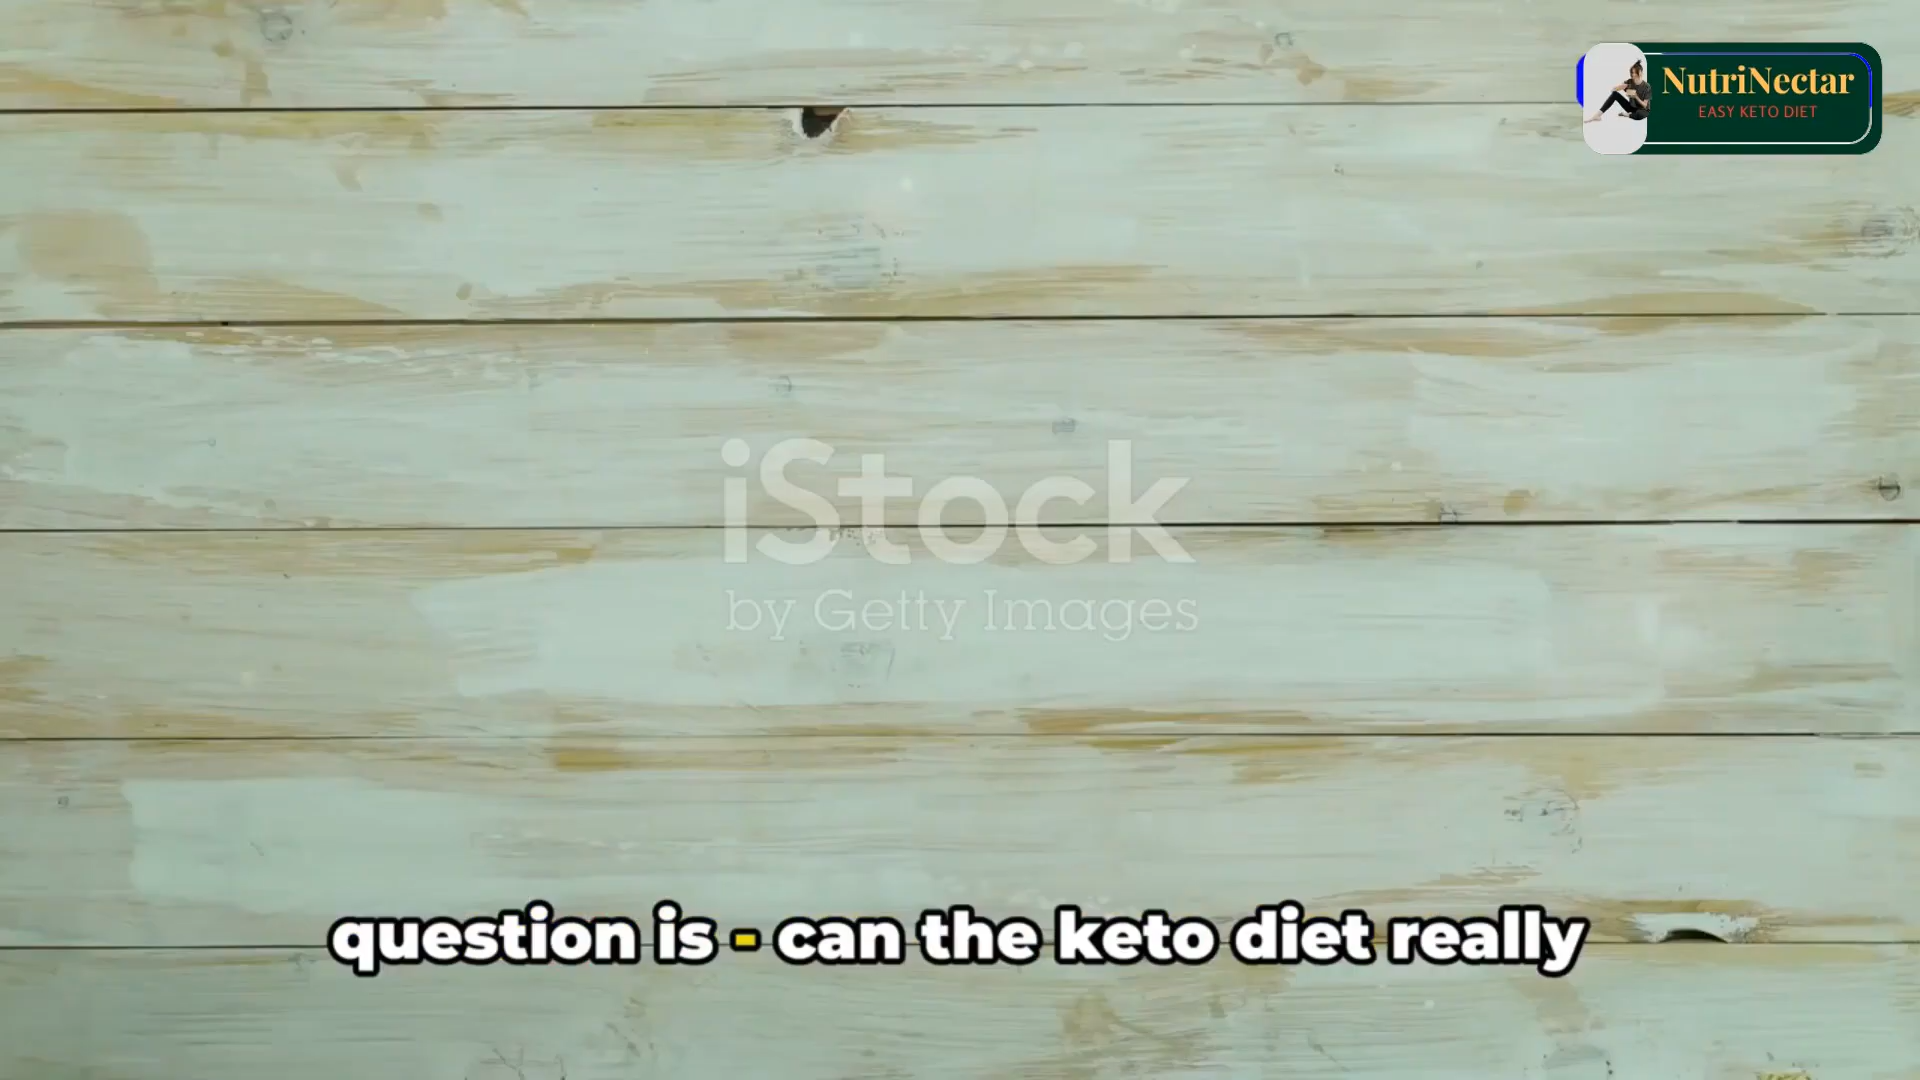 NutriNectar
EASY KETO DIET
iStock
by Getty Images
question is - can the keto diet really